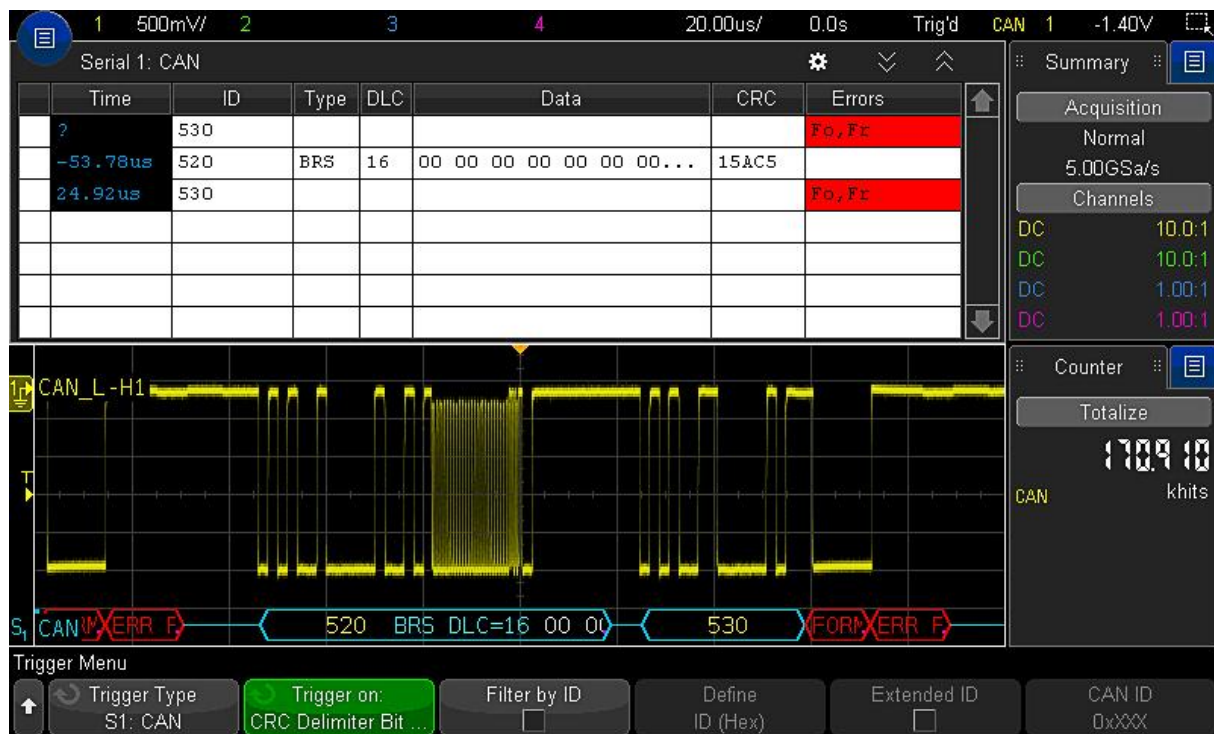 1 500mV/ 2 3 4 20.00us/ 0.0s Trig'd CAN 1 -1.40V
Serial 1: CAN
Time ID Type DLC Data CRC Errors
? 530 Fo,Fr
-53.78us 520 BRS 16 00 00 00 00 00 00 00... 15AC5
24.92us 530 Fo,Fr
Summary
Acquisition
Normal
5.00GSa/s
Channels
DC 10.0:1
DC 10.0:1
DC 1.00:1
DC 1.00:1
Counter
Totalize
170.910
CAN khits
1 CAN_L-H1
T
S1 CAN ERR F 520 BRS DLC=16 00 00 530 FORM ERR F
Trigger Menu
Trigger Type
S1: CAN
Trigger on:
CRC Delimiter Bit ...
Filter by ID
Define
ID (Hex)
Extended ID
CAN ID
0xXXX